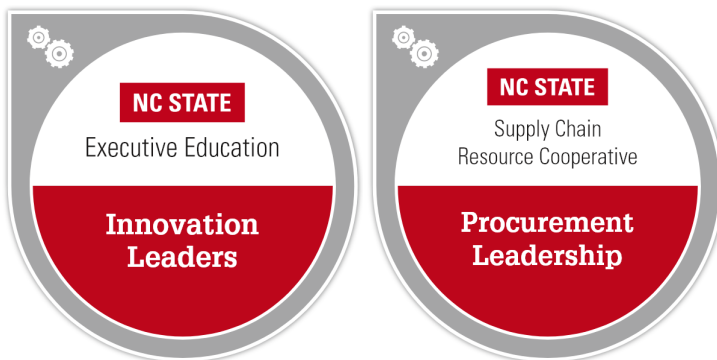 NC STATE
Executive Education
Innovation
Leaders
NC STATE
Supply Chain
Resource Cooperative
Procurement
Leadership